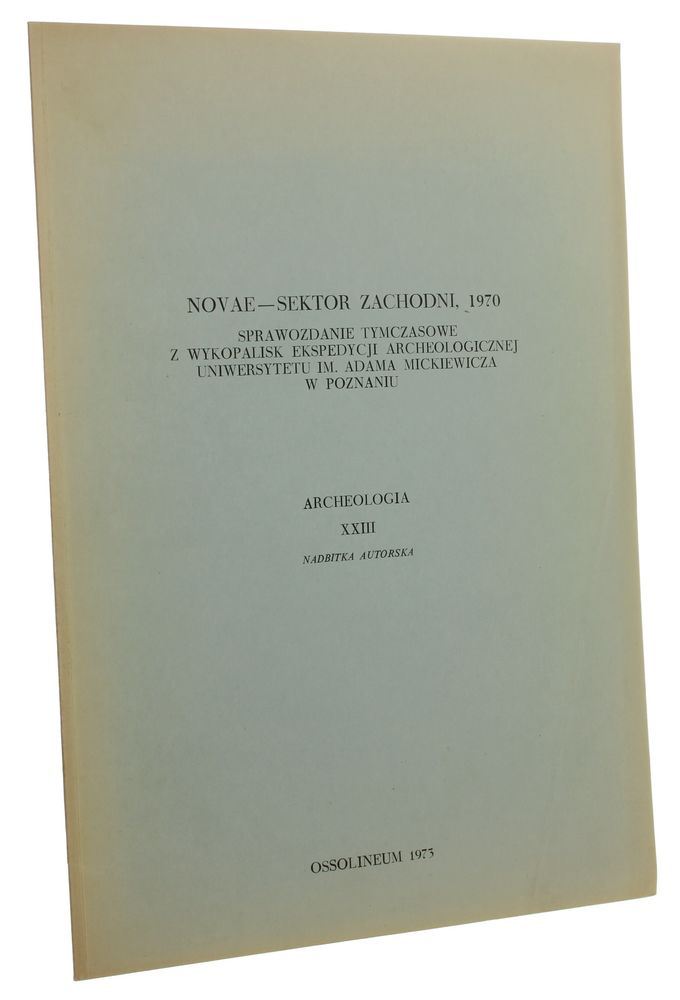 NOVAE—SEKTOR ZACHODNI, 1970
SPRAWOZDANIE TYMCZASOWE
Z WYKOPALISK EKSPEDYCJI ARCHEOLOGICZNEJ
UNIWERSYTETU IM. ADAMA MICKIEWICZA
W POZNANIU
ARCHEOLOGIA
XXIII
NADBITKA AUTORSKA
OSSOLINEUM 1973